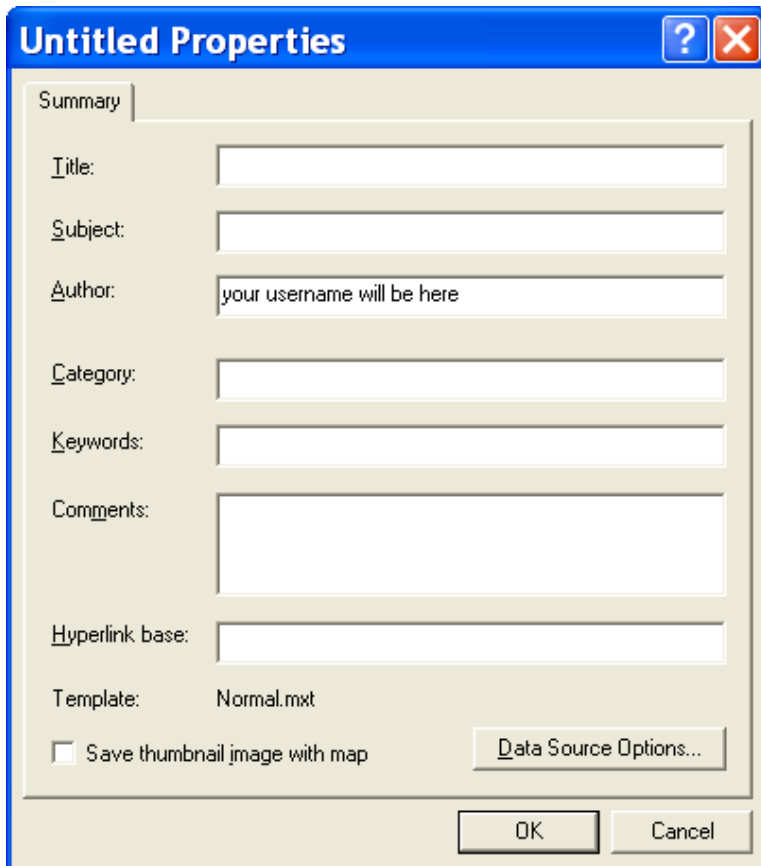 Untitled Properties
Summary
Title:
Subject:
Author: your username will be here
Category:
Keywords:
Comments:
Hyperlink base:
Template: Normal.mxt
Save thumbnail image with map Data Source Options...
OK Cancel